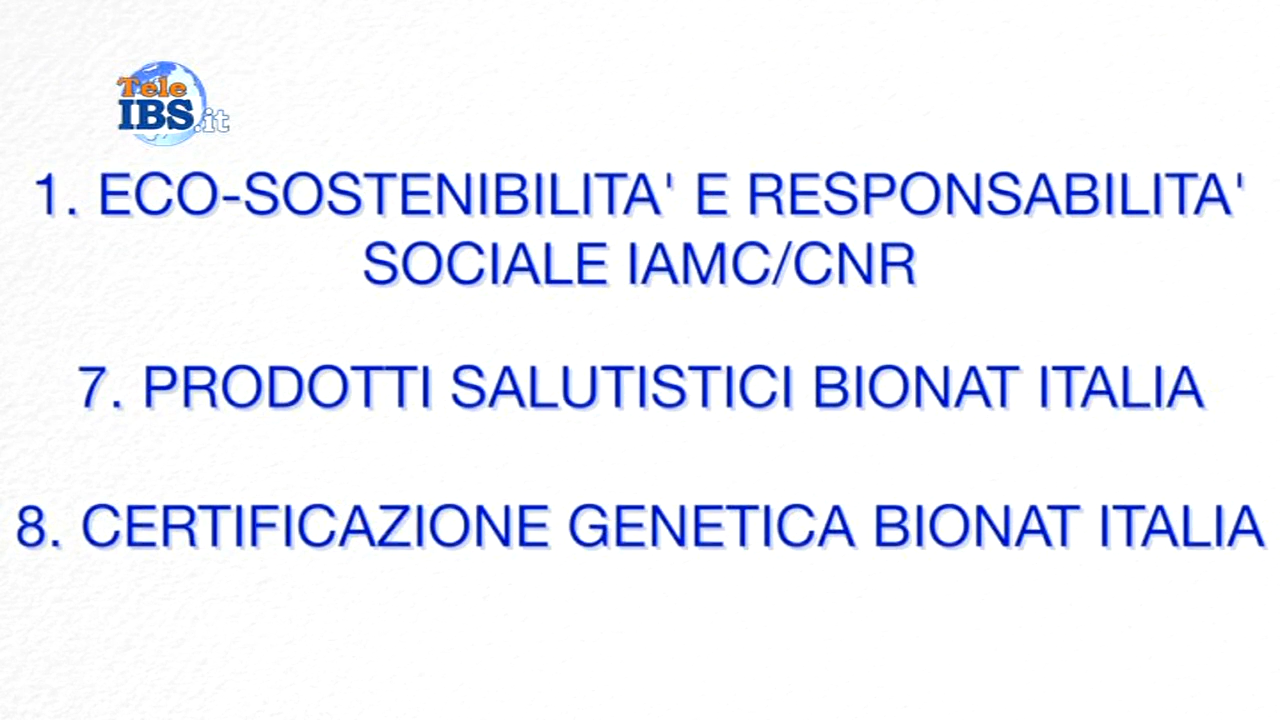 Tele
IBS.it
1. ECO-SOSTENIBILITA' E RESPONSABILITA'
SOCIALE IAMC/CNR
7. PRODOTTI SALUTISTICI BIONAT ITALIA
8. CERTIFICAZIONE GENETICA BIONAT ITALIA